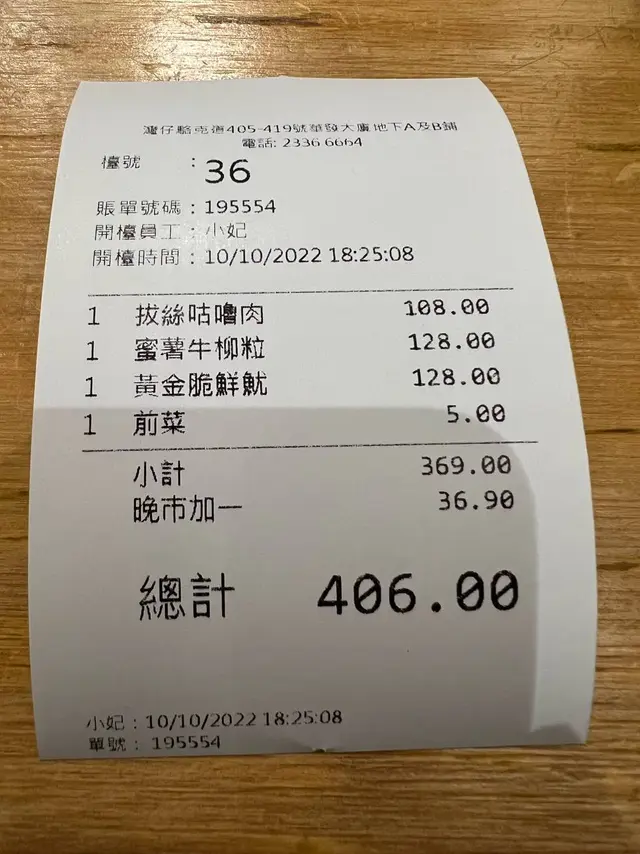 灣仔駱克道405-419號華發大廈地下A及B鋪
電話: 2336 6664
檯號 : 36
賬單號碼 : 195554
開檯員工 : 小妃
開檯時間 : 10/10/2022 18:25:08
1 拔絲咕嚕肉 108.00
1 蜜薯牛柳粒 128.00
1 黃金脆鮮魷 128.00
1 前菜 5.00
小計 369.00
晚市加一 36.90
總計 406.00
小妃 : 10/10/2022 18:25:08
單號 : 195554